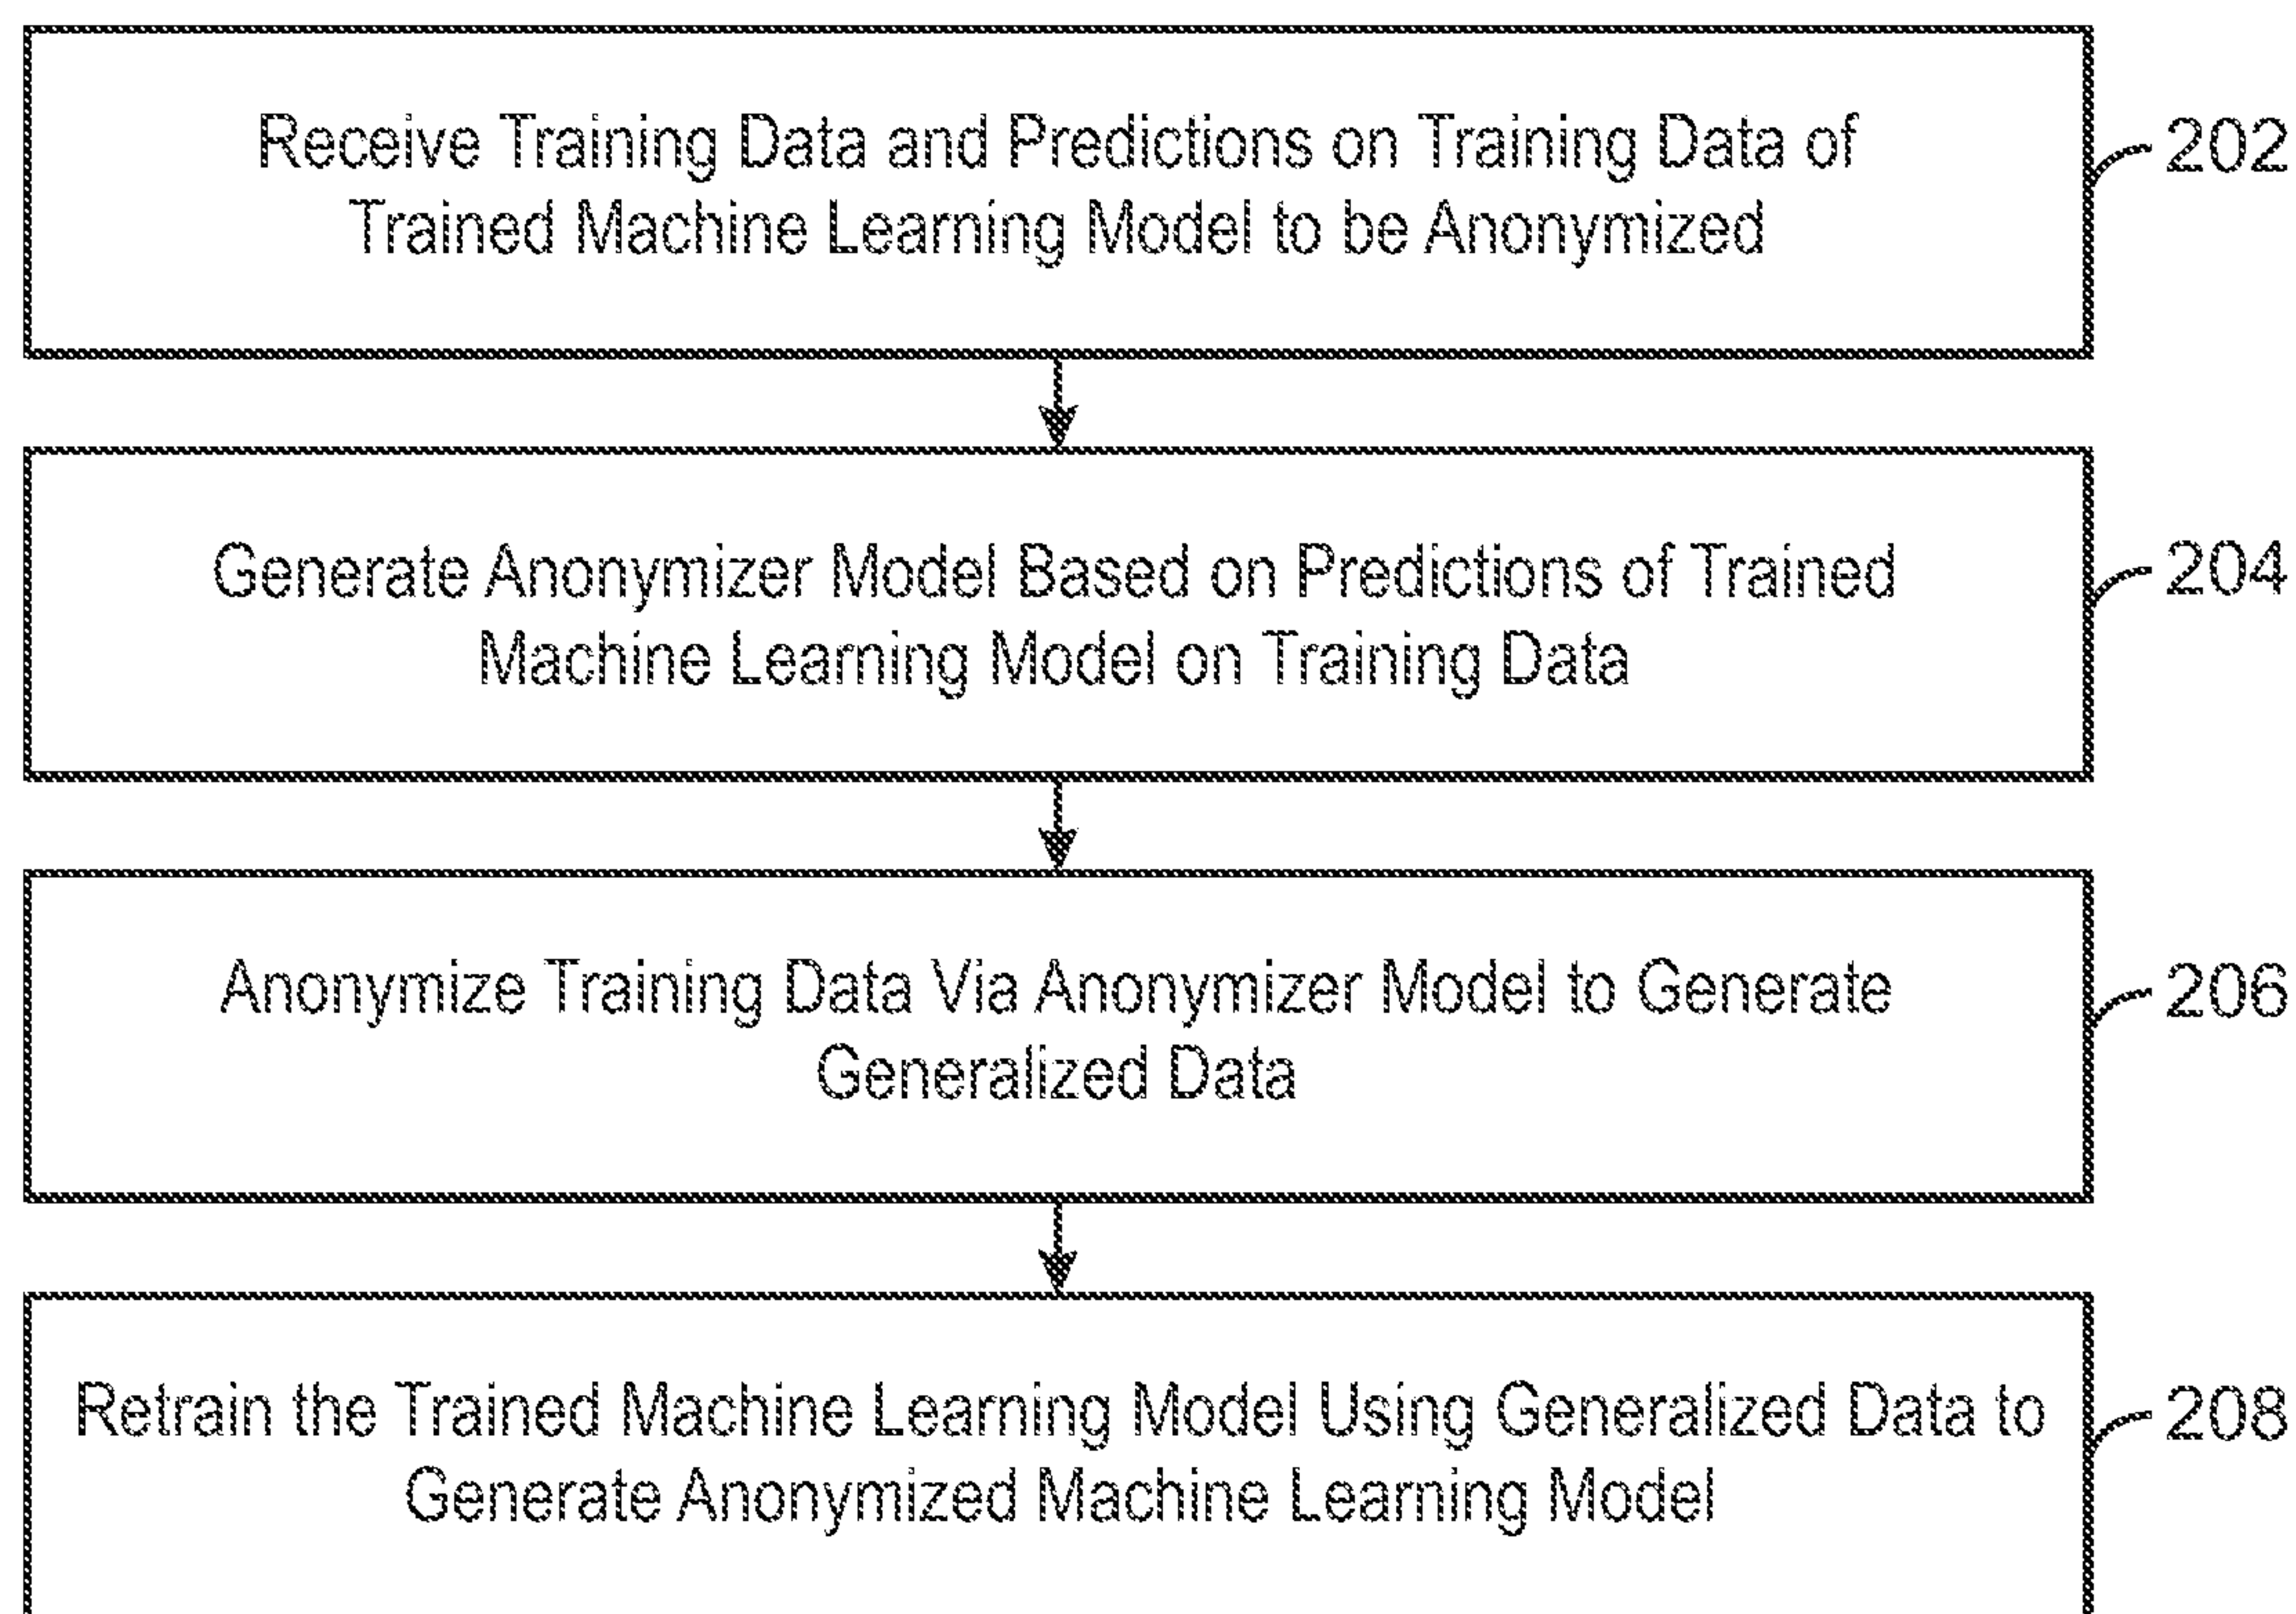 Receive Training Data and Predictions on Training Data of
Trained Machine Learning Model to be Anonymized
202
Generate Anonymizer Model Based on Predictions of Trained
Machine Learning Model on Training Data
204
Anonymize Training Data Via Anonymizer Model to Generate
Generalized Data
206
Retrain the Trained Machine Learning Model Using Generalized Data to
Generate Anonymized Machine Learning Model
208